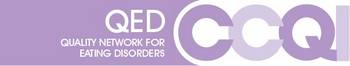 QED
QUALITY NETWORK FOR
EATING DISORDERS
CCQI